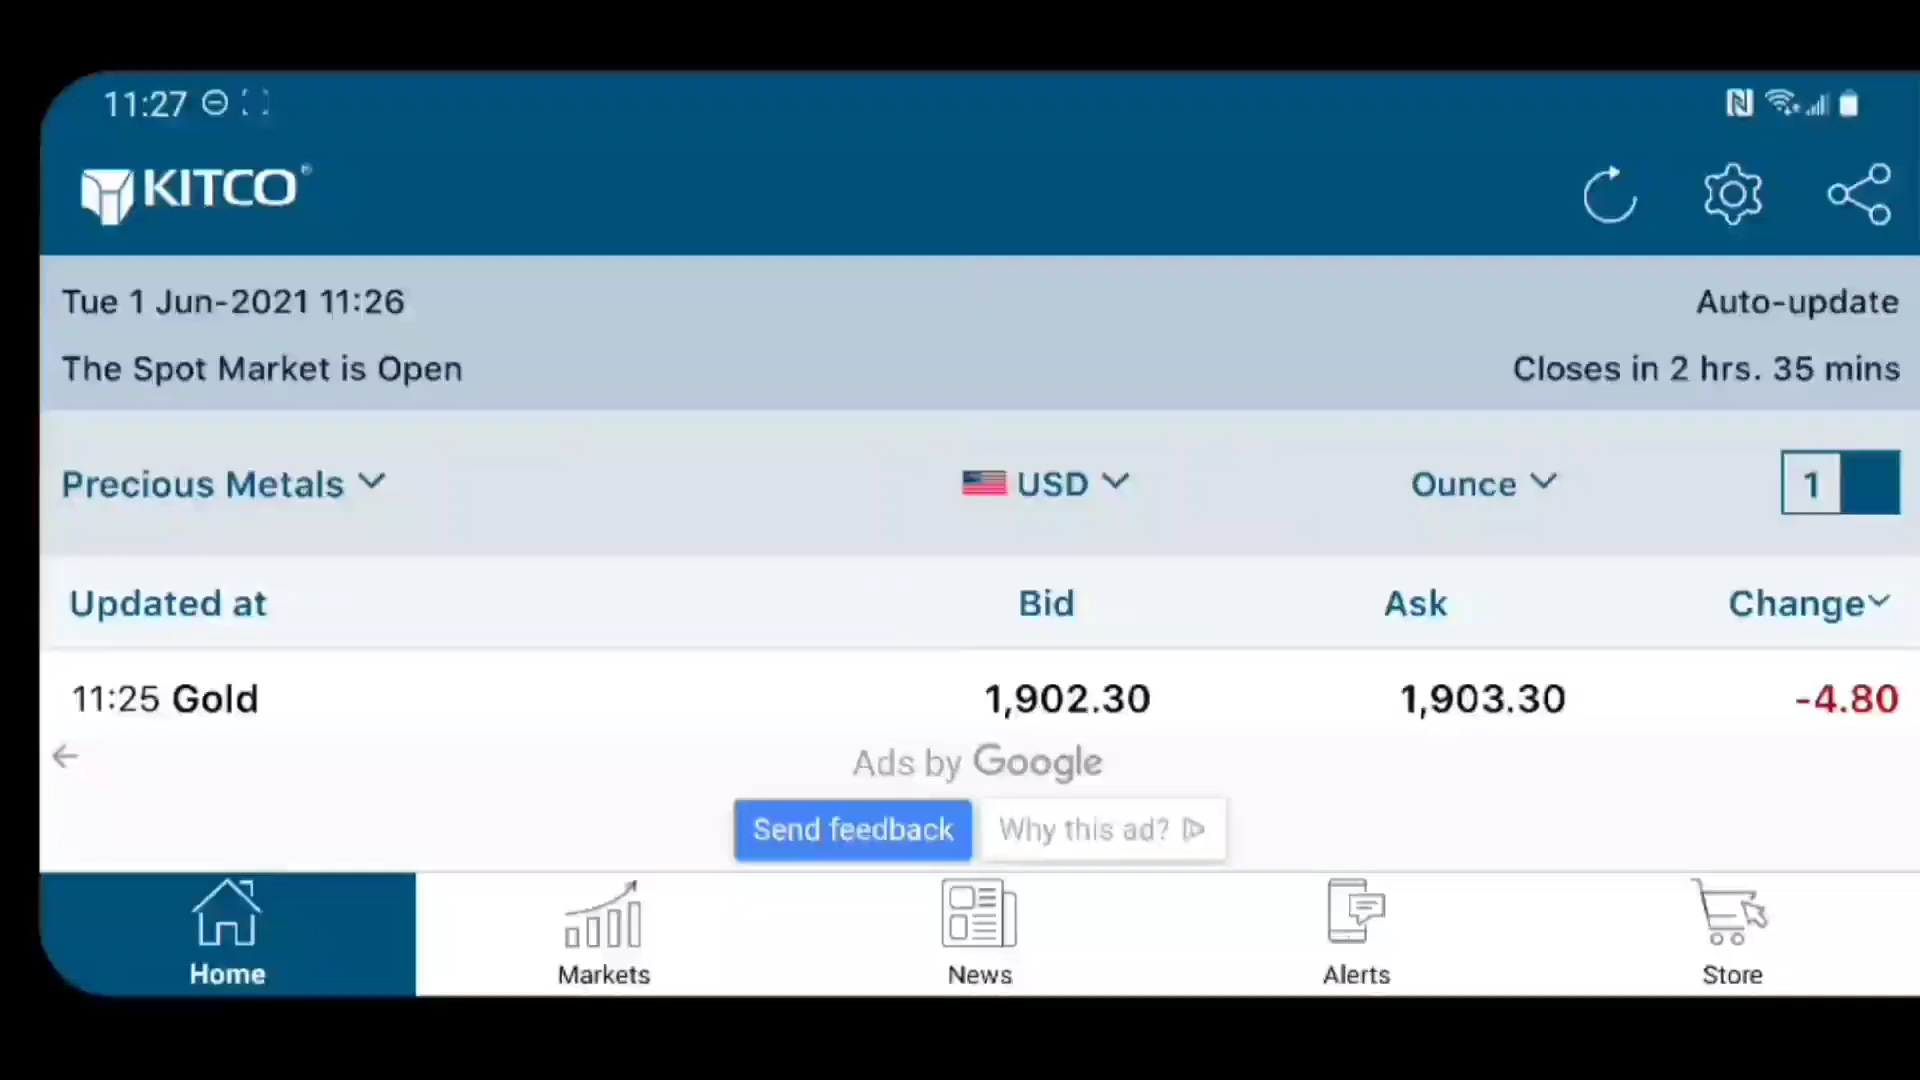 11:27
KITCO®
Tue 1 Jun-2021 11:26 Auto-update
The Spot Market is Open Closes in 2 hrs. 35 mins
Precious Metals USD Ounce 1
Updated at Bid Ask Change
11:25 Gold 1,902.30 1,903.30 -4.80
Ads by Google
Send feedback Why this ad?
Home Markets News Alerts Store